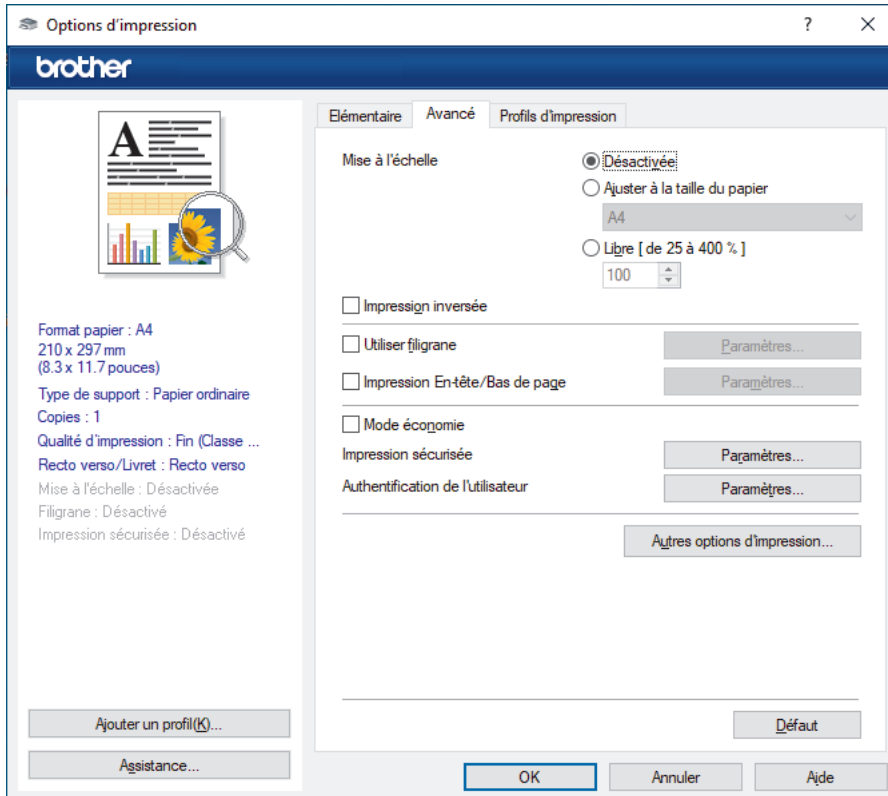 Options d'impression
brother
A
Format papier : A4
210 x 297 mm
(8.3 x 11.7 pouces)
Type de support : Papier ordinaire
Copies : 1
Qualité d'impression : Fin (Classe ...
Recto verso/Livret : Recto verso
Mise à l'échelle : Désactivée
Filigrane : Désactivé
Impression sécurisée : Désactivé
Ajouter un profil(K)...
Assistance...
Elémentaire Avancé Profils d'impression
Mise à l'échelle Désactivée
Ajuster à la taille du papier
A4
Libre [ de 25 à 400 % ]
100
Impression inversée
Utiliser filigrane Paramètres...
Impression En-tête/Bas de page Paramètres...
Mode économie
Impression sécurisée Paramètres...
Authentification de l'utilisateur Paramètres...
Autres options d'impression...
Défaut
OK Annuler Aide